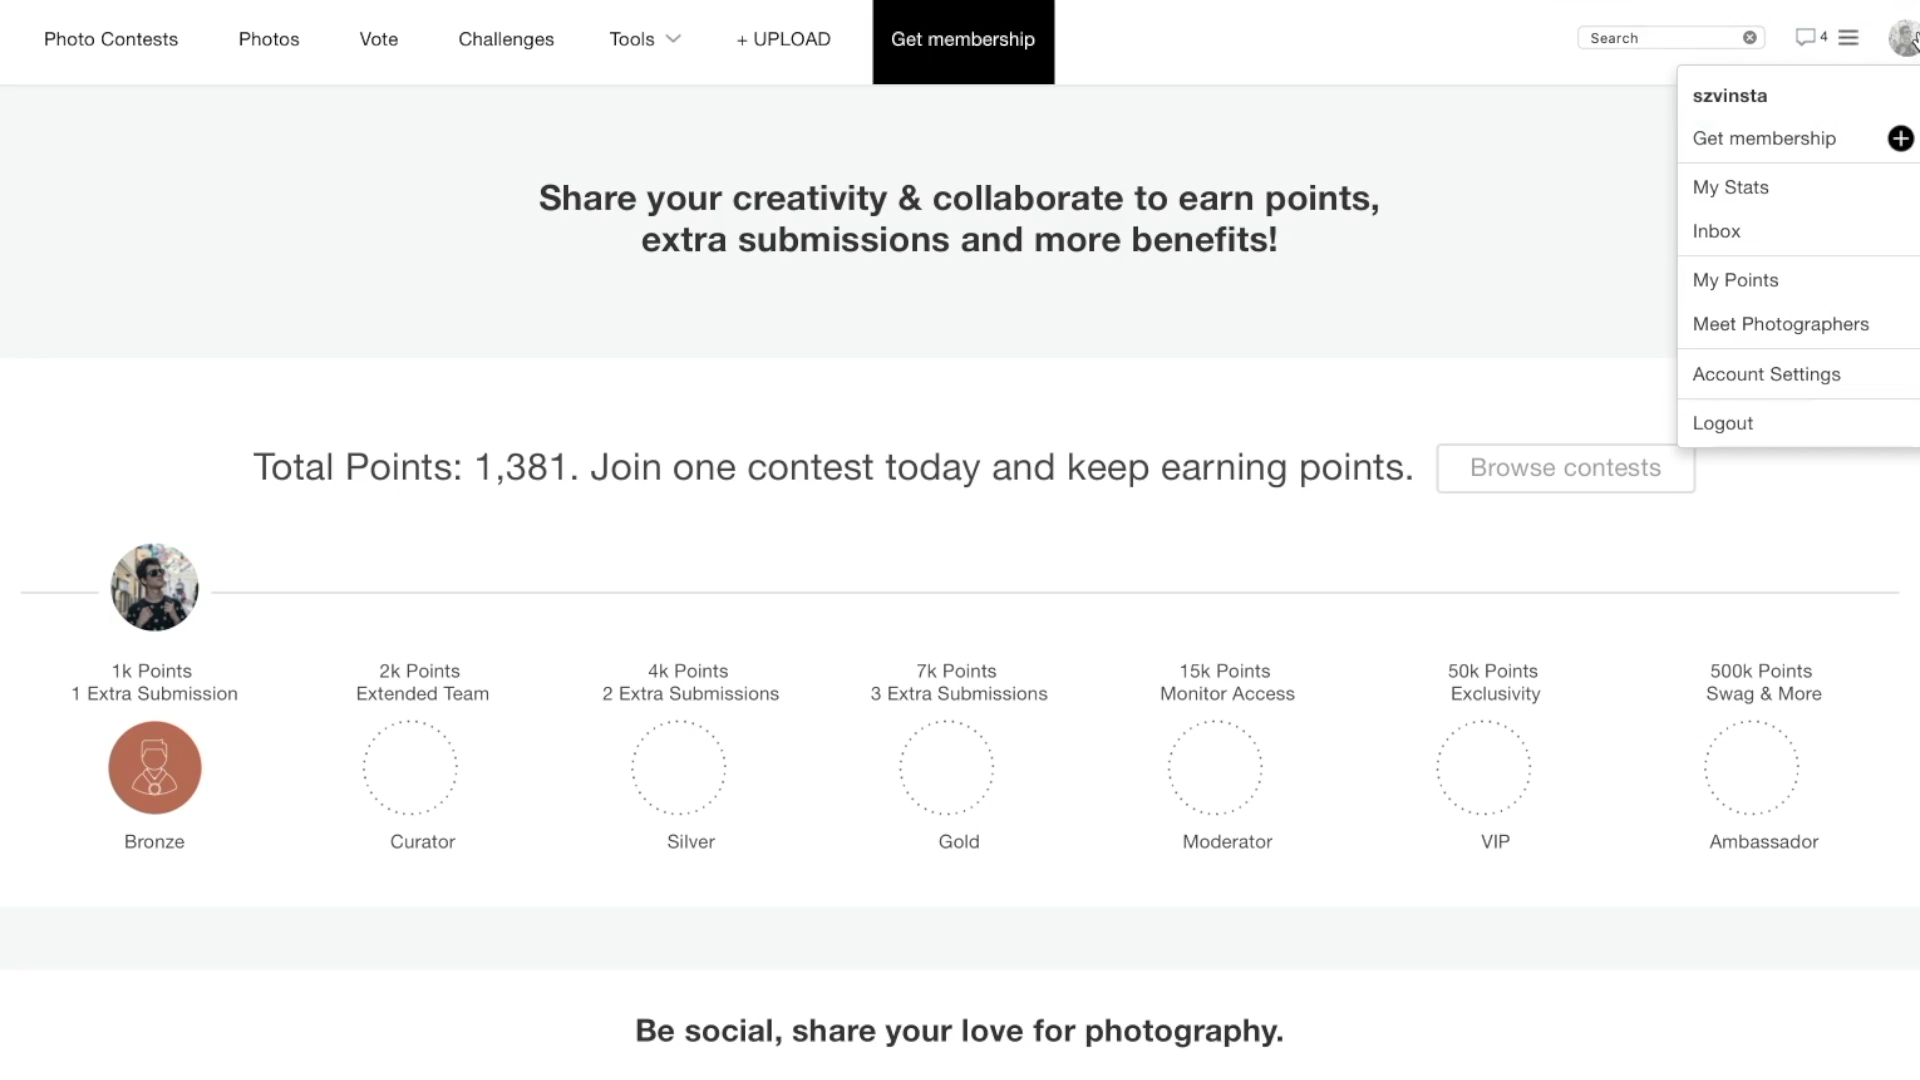 Photo Contests
Photos
Vote
Challenges
Tools
+ UPLOAD
Get membership
Search
4
szvinsta
Get membership
My Stats
Inbox
My Points
Meet Photographers
Account Settings
Logout
Share your creativity & collaborate to earn points,
extra submissions and more benefits!
Total Points: 1,381. Join one contest today and keep earning points.
Browse contests
1k Points
1 Extra Submission
Bronze
2k Points
Extended Team
Curator
4k Points
2 Extra Submissions
Silver
7k Points
3 Extra Submissions
Gold
15k Points
Monitor Access
Moderator
50k Points
Exclusivity
VIP
500k Points
Swag & More
Ambassador
Be social, share your love for photography.